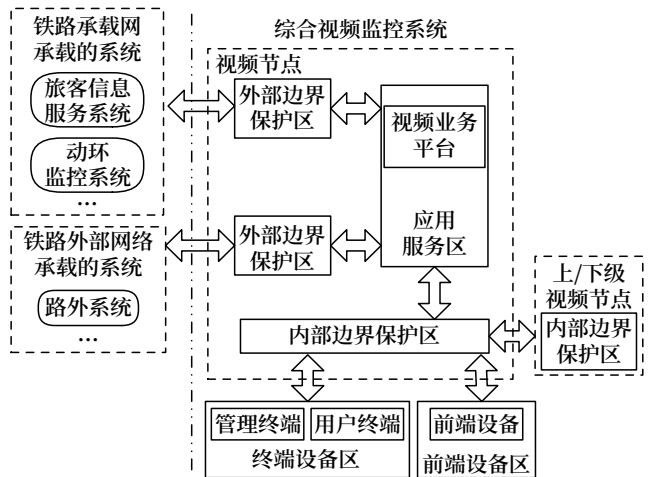 铁路承载网
承载的系统
旅客信息
服务系统
动环
监控系统
...
铁路外部网络
承载的系统
路外系统
...
综合视频监控系统
视频节点
外部边界
保护区
视频业务
平台
应用
服务区
外部边界
保护区
内部边界保护区
上/下级
视频节点
内部边界
保护区
管理终端
用户终端
终端设备区
前端设备
前端设备区